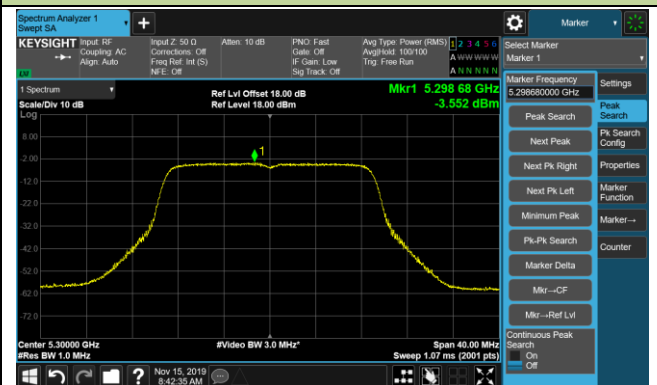 Spectrum Analyzer 1
Swept SA
+
Marker
KEYSIGHT
Input: RF
Coupling: AC
Align: Auto
Input Z: 50 Ω
Corrections: Off
Freq Ref: Int (S)
NFE: Off
Atten: 10 dB
PNO: Fast
Gate: Off
IF Gain: Low
Sig Track: Off
Avg Type: Power (RMS)
Avg|Hold: 100/100
Trig: Free Run
1 2 3 4 5 6
A W W W W W
A N N N N N
Select Marker
Marker 1
LXI
1 Spectrum
Scale/Div 10 dB
Log
Ref Lvl Offset 18.00 dB
Ref Level 18.00 dBm
Mkr1 5.298 68 GHz
-3.552 dBm
Marker Frequency
5.298680000 GHz
Settings
Peak Search
Peak
Search
Next Peak
Pk Search
Config
Next Pk Right
Properties
Next Pk Left
Marker
Function
Minimum Peak
Marker→
Pk-Pk Search
Counter
Marker Delta
Mkr→CF
Mkr→Ref Lvl
Continuous Peak
Search
On
Off
1
8.00
-2.00
-12.0
-22.0
-32.0
-42.0
-52.0
-62.0
-72.0
Center 5.30000 GHz
#Res BW 1.0 MHz
#Video BW 3.0 MHz*
Span 40.00 MHz
Sweep 1.07 ms (2001 pts)
?
Nov 15, 2019
8:42:35 AM